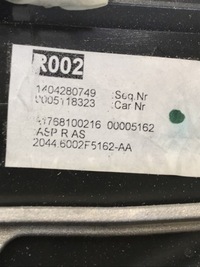 R002
1404280749 :Seq.Nr
0005118323 :Car Nr
41768100216 00005162
ASP R AS
2044.6002F5162-AA